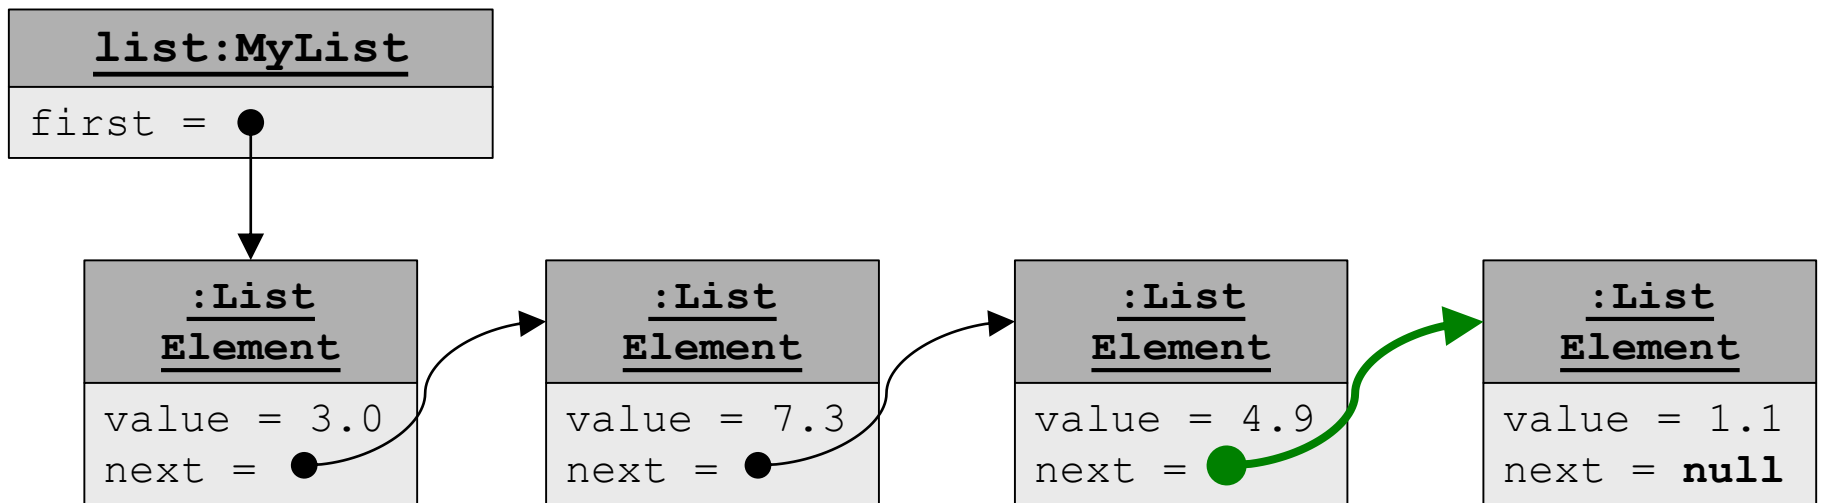 list:MyList
first =
:List
Element
value = 3.0
next =
:List
Element
value = 7.3
next =
:List
Element
value = 4.9
next =
:List
Element
value = 1.1
next = null